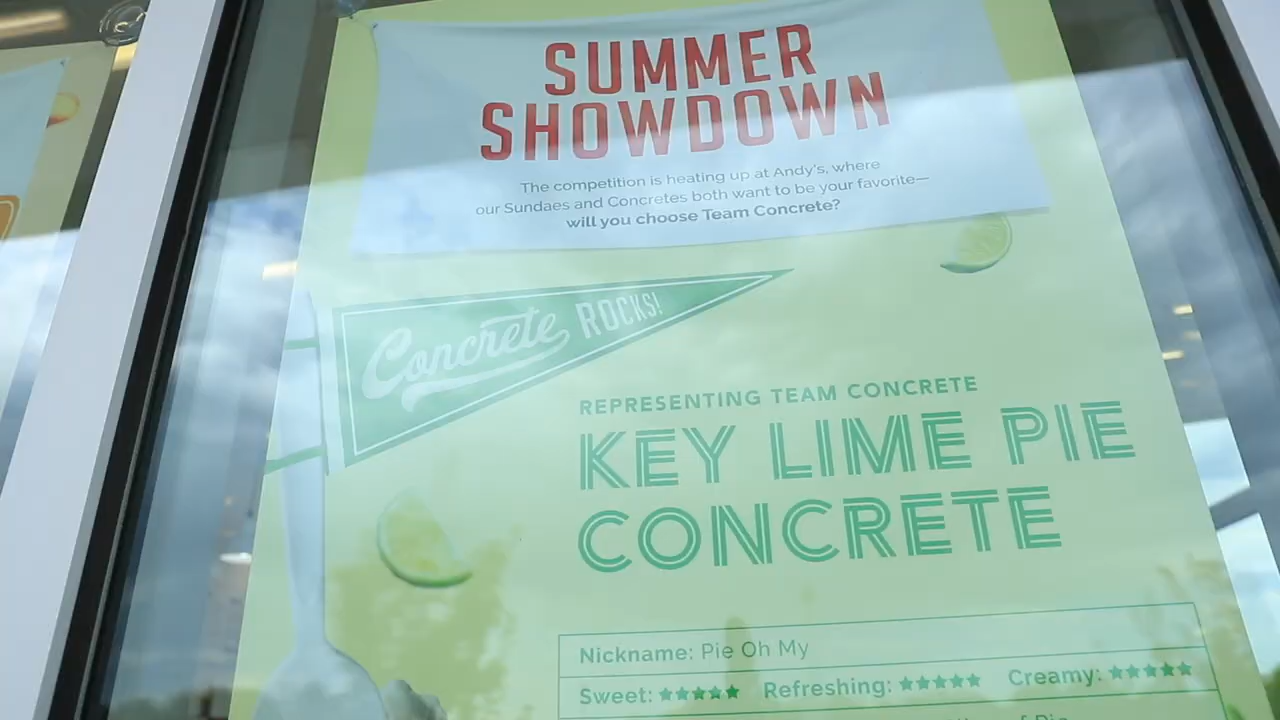 SUMMER
SHOWDOWN
The competition is heating up at Andy's, where
our Sundaes and Concretes both want to be your favorite—
will you choose Team Concrete?
Concrete ROCKS!
REPRESENTING TEAM CONCRETE
KEY LIME PIE
CONCRETE
Nickname: Pie Oh My
Sweet: ★★★★★ Refreshing: ★★★★★ Creamy: ★★★★★
of Pie